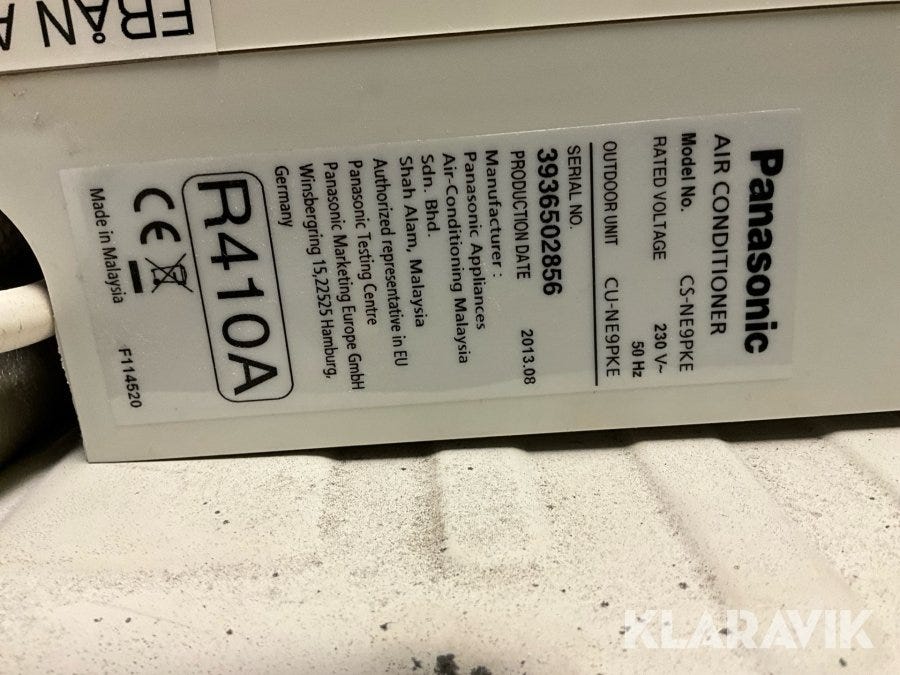 ERÅN A
Panasonic
AIR CONDITIONER
Model No. CS-NE9PKE
RATED VOLTAGE 230 V~
50 Hz
OUTDOOR UNIT CU-NE9PKE
SERIAL NO.
3936502856
PRODUCTION DATE 2013.08
Manufacturer :
Panasonic Appliances
Air-Conditioning Malaysia
Sdn. Bhd.
Shah Alam, Malaysia
Authorized representative in EU
Panasonic Testing Centre
Panasonic Marketing Europe GmbH
Winsbergring 15,22525 Hamburg,
Germany
R410A
CE
Made in Malaysia F114520
KLARAVIK